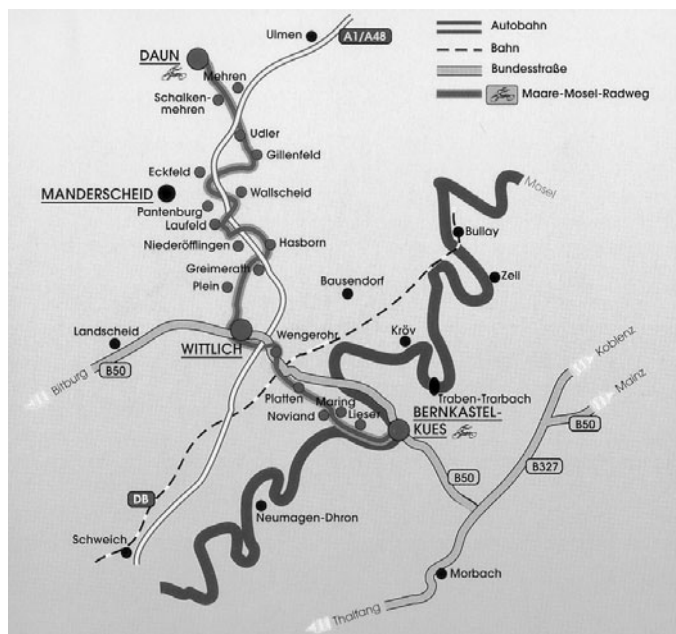 Ulmen
A1/A48
Autobahn
Bahn
Bundesstraße
Maare-Mosel-Radweg
DAUN
Mehren
Schalken-
mehren
Udler
Gillenfeld
Eckfeld
MANDERSCHEID
Wallscheid
Pantenburg
Laufeld
Niederöfflingen
Hasborn
Greimerath
Plein
Mosel
Bullay
Zell
Bausendorf
Landscheid
WITTLICH
Wengerohr
Kröv
Bitburg
B50
Koblenz
Mainz
Traben-Trarbach
Platten
Maring
Noviand
Lieser
BERNKASTEL-
KUES
B50
B327
B50
DB
Neumagen-Dhron
Schweich
Morbach
Thalfang